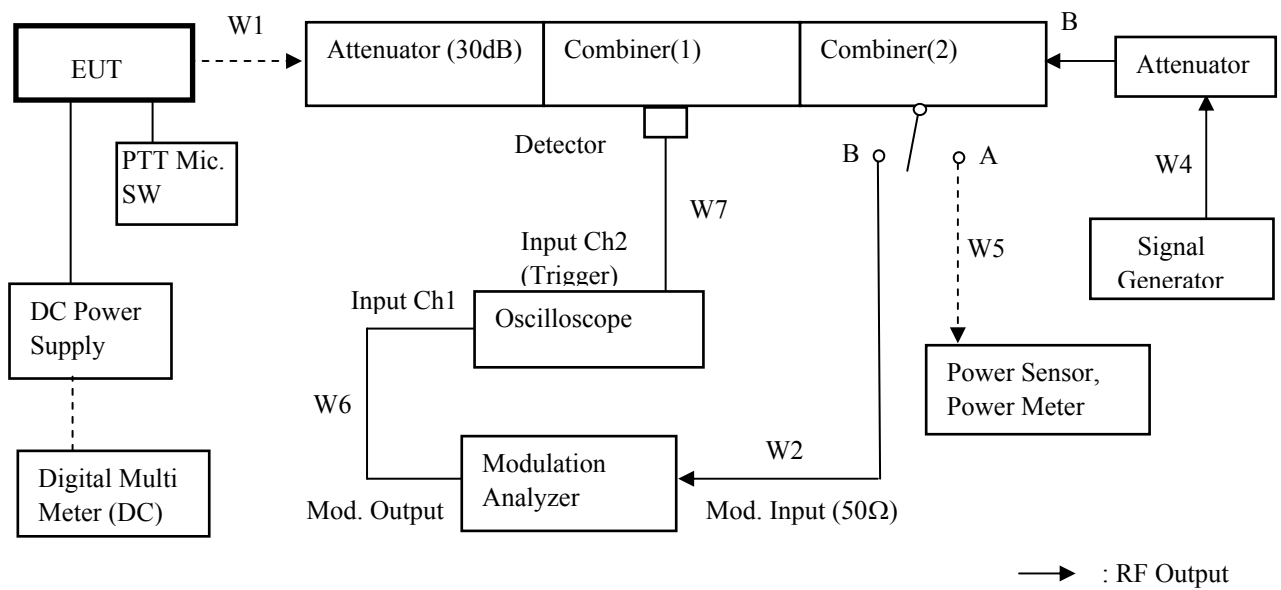 W1
EUT
Attenuator (30dB)
Combiner(1)
Combiner(2)
B
Attenuator
PTT Mic.
SW
Detector
B
A
W4
W7
Input Ch2
(Trigger)
W5
Signal
Generator
Input Ch1
DC Power
Supply
Oscilloscope
Power Sensor,
Power Meter
W6
W2
Digital Multi
Meter (DC)
Modulation
Analyzer
Mod. Output
Mod. Input (50Ω)
: RF Output